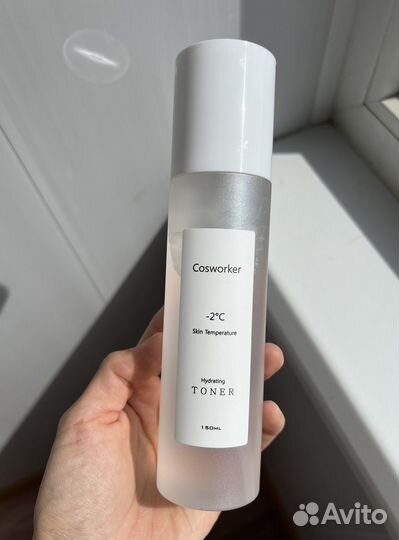 Cosworker
-2°C
Skin Temperature
Hydrating
TONER
150ML
Avito